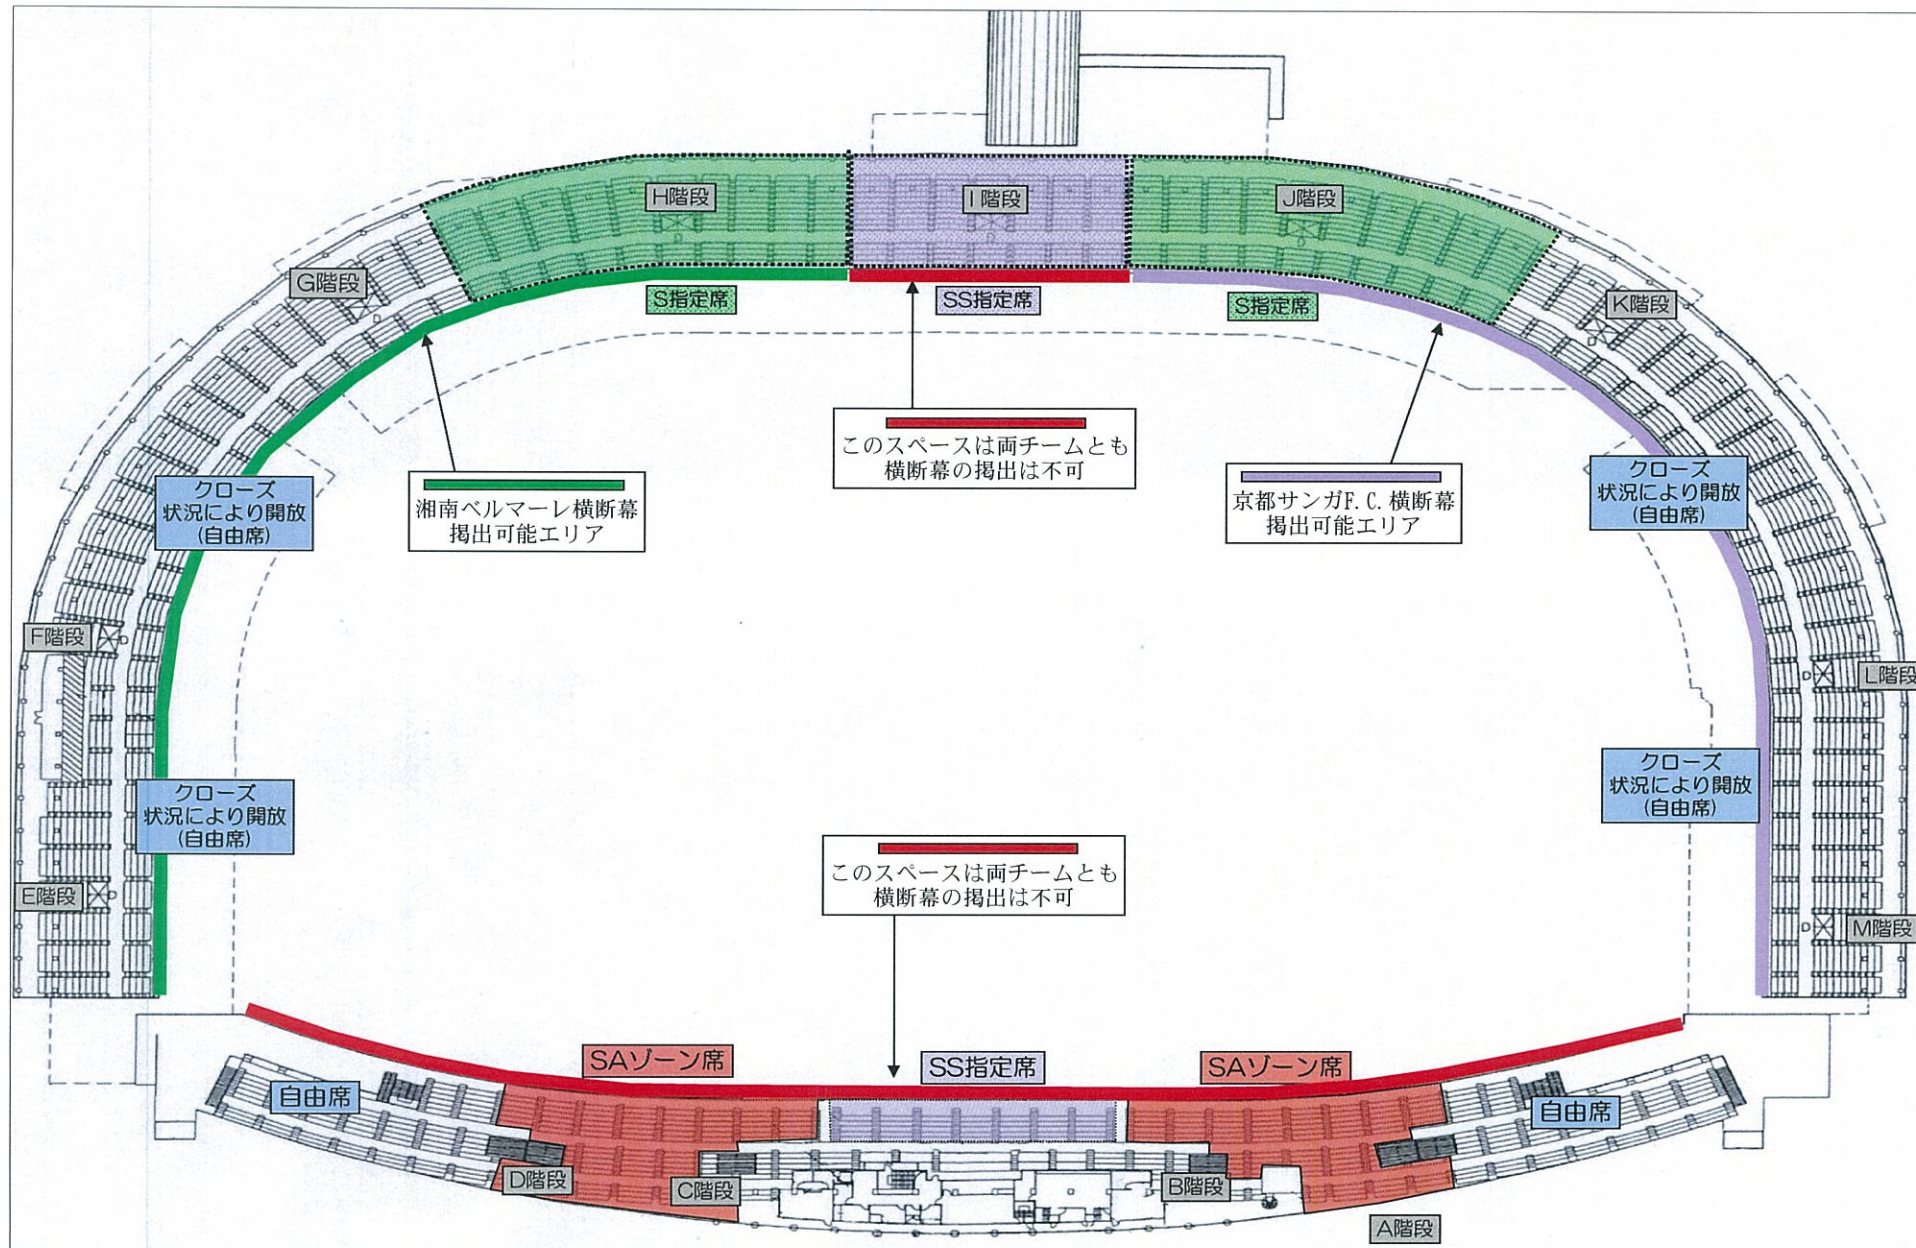 H階段
I階段
J階段
G階段
K階段
S指定席
SS指定席
S指定席
このスペースは両チームとも
横断幕の掲出は不可
湘南ベルマーレ横断幕
掲出可能エリア
京都サンガF.C.横断幕
掲出可能エリア
クローズ
状況により開放
(自由席)
クローズ
状況により開放
(自由席)
F階段
L階段
クローズ
状況により開放
(自由席)
クローズ
状況により開放
(自由席)
E階段
M階段
このスペースは両チームとも
横断幕の掲出は不可
SAゾーン席
SS指定席
SAゾーン席
自由席
自由席
D階段
C階段
B階段
A階段